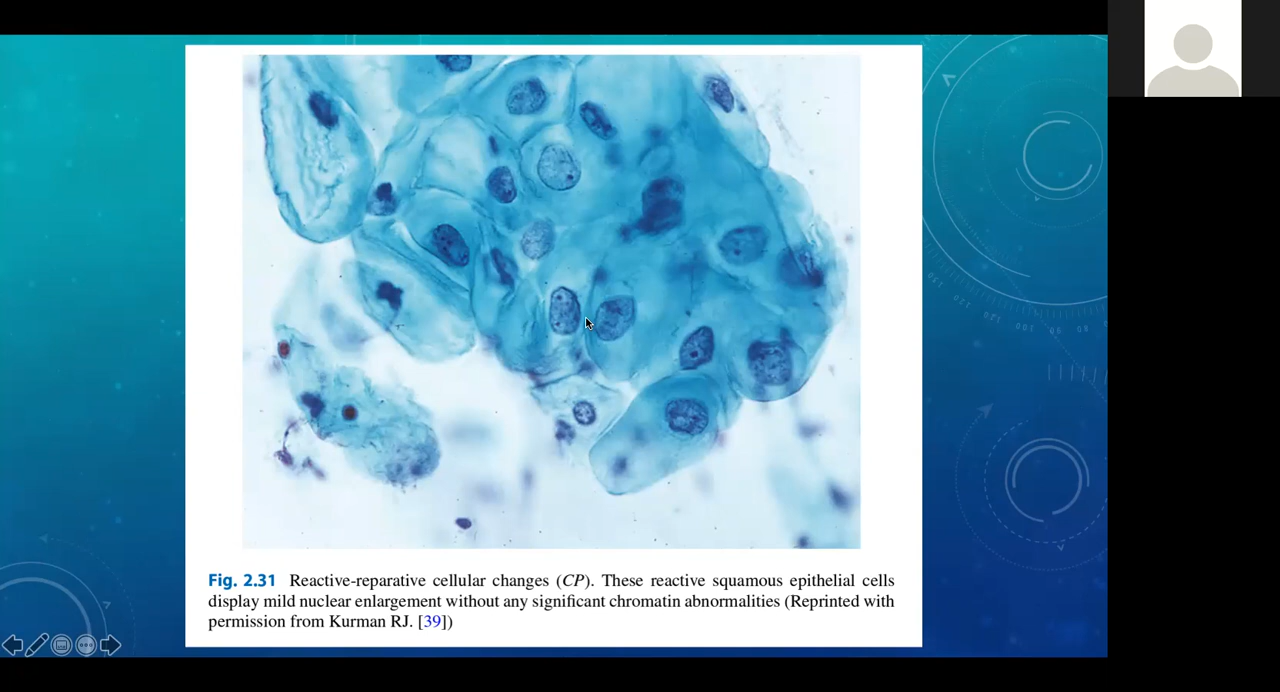 Fig. 2.31 Reactive-reparative cellular changes (CP). These reactive squamous epithelial cells
display mild nuclear enlargement without any significant chromatin abnormalities (Reprinted with
permission from Kurman RJ. [39])